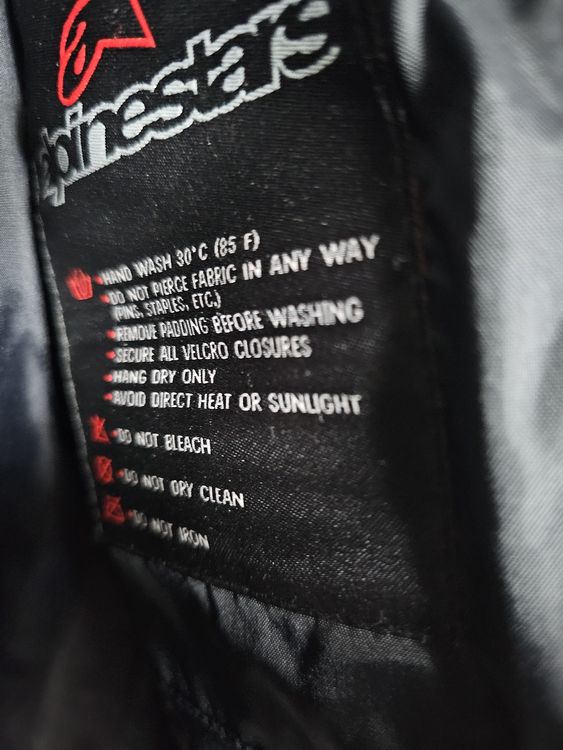 alpinestars
HAND WASH 30°C (85 F)
DO NOT PIERCE FABRIC IN ANY WAY
(PINS, STAPLES, ETC.)
REMOVE PADDING BEFORE WASHING
SECURE ALL VELCRO CLOSURES
HANG DRY ONLY
AVOID DIRECT HEAT OR SUNLIGHT
DO NOT BLEACH
DO NOT DRY CLEAN
DO NOT IRON